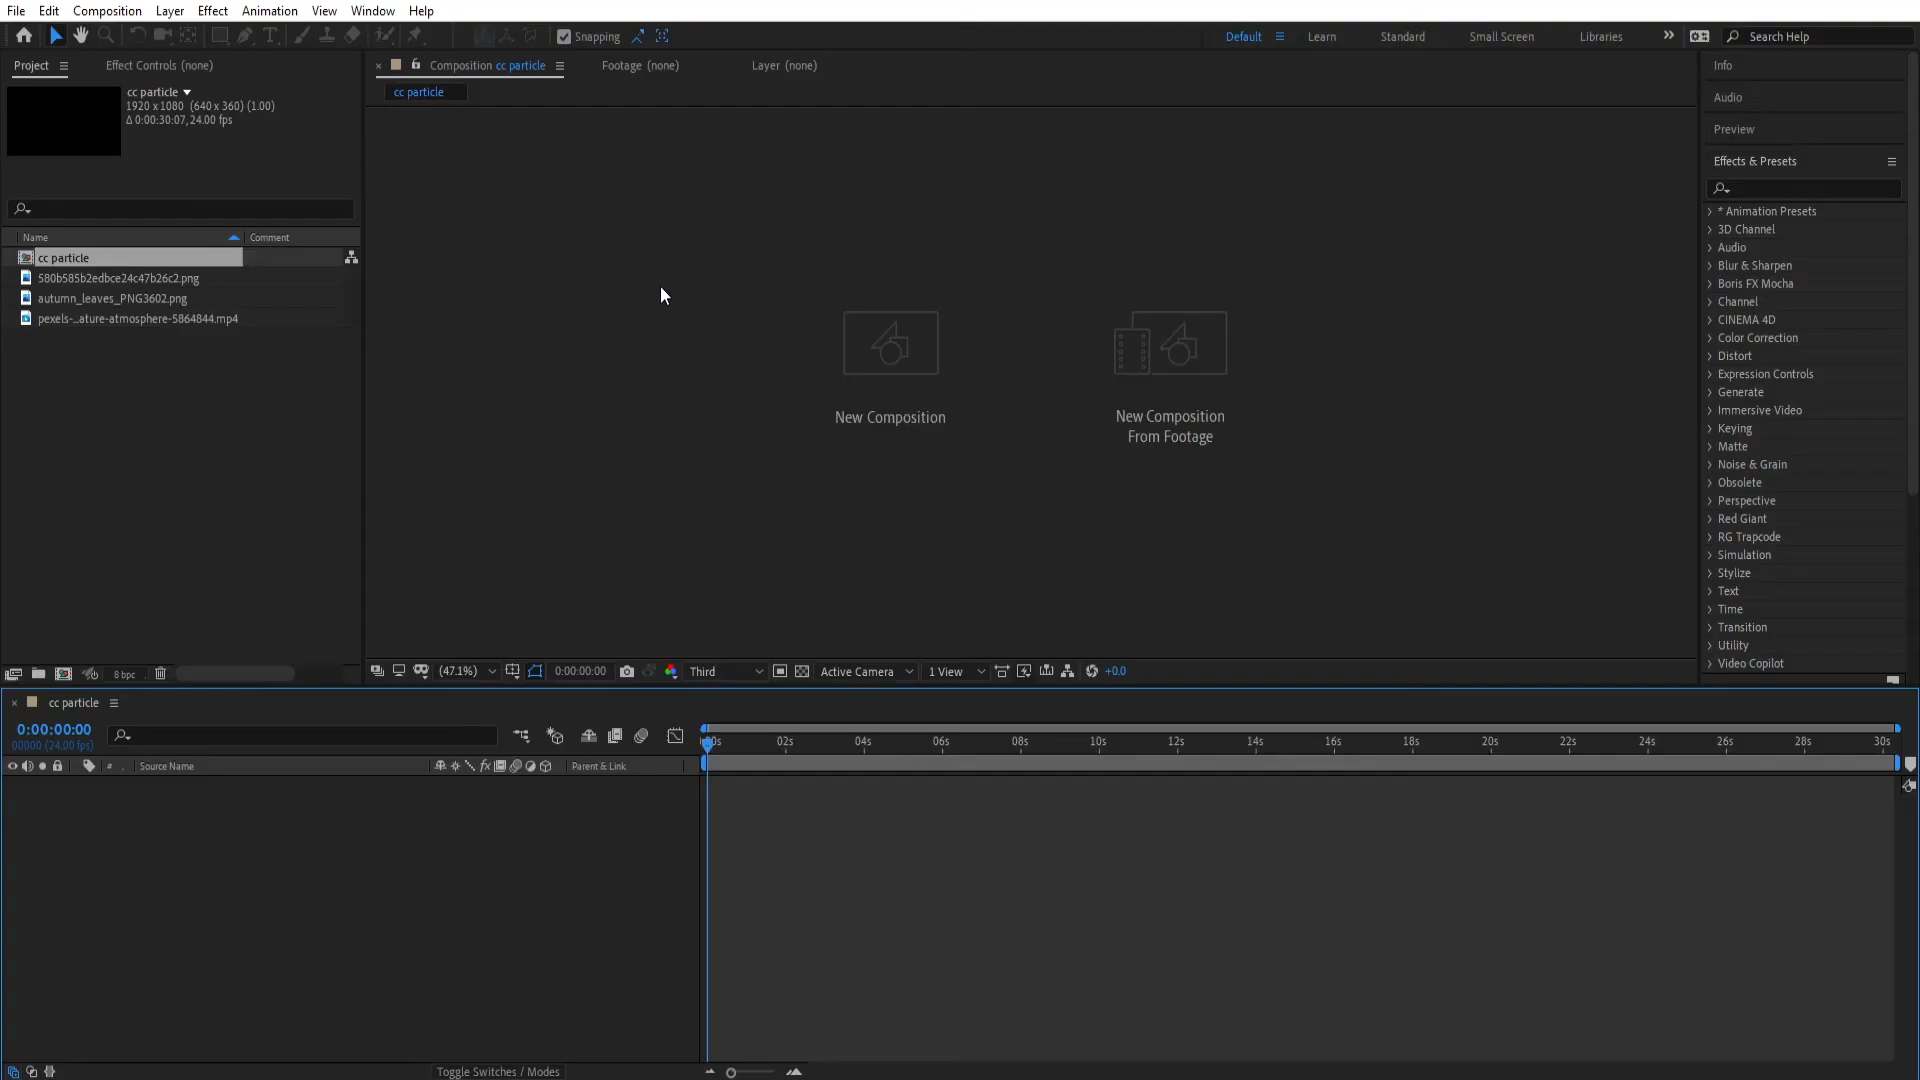 File Edit Composition Layer Effect Animation View Window Help
Snapping Default Learn Standard Small Screen Libraries Search Help
Project Effect Controls (none) Composition cc particle Footage (none) Layer (none) Info
cc particle
1920 x 1080 (640 x 360) (1.00)
Δ 0:00:30:07, 24.00 fps
cc particle
Audio
Preview
Effects & Presets
Name Comment
cc particle
580b585b2edbce24c47b26c2.png
autumn_leaves_PNG3602.png
pexels-...ature-atmosphere-5864844.mp4
New Composition
New Composition
From Footage
* Animation Presets
3D Channel
Audio
Blur & Sharpen
Boris FX Mocha
Channel
CINEMA 4D
Color Correction
Distort
Expression Controls
Generate
Immersive Video
Keying
Matte
Noise & Grain
Obsolete
Perspective
Red Giant
RG Trapcode
Simulation
Stylize
Text
Time
Transition
Utility
Video Copilot
8 bpc (47.1%) 0:00:00:00 Third Active Camera 1 View +0.0
cc particle
0:00:00:00
00000 (24.00 fps)
:00s 02s 04s 06s 08s 10s 12s 14s 16s 18s 20s 22s 24s 26s 28s 30s
# . Source Name fx Parent & Link
Toggle Switches / Modes